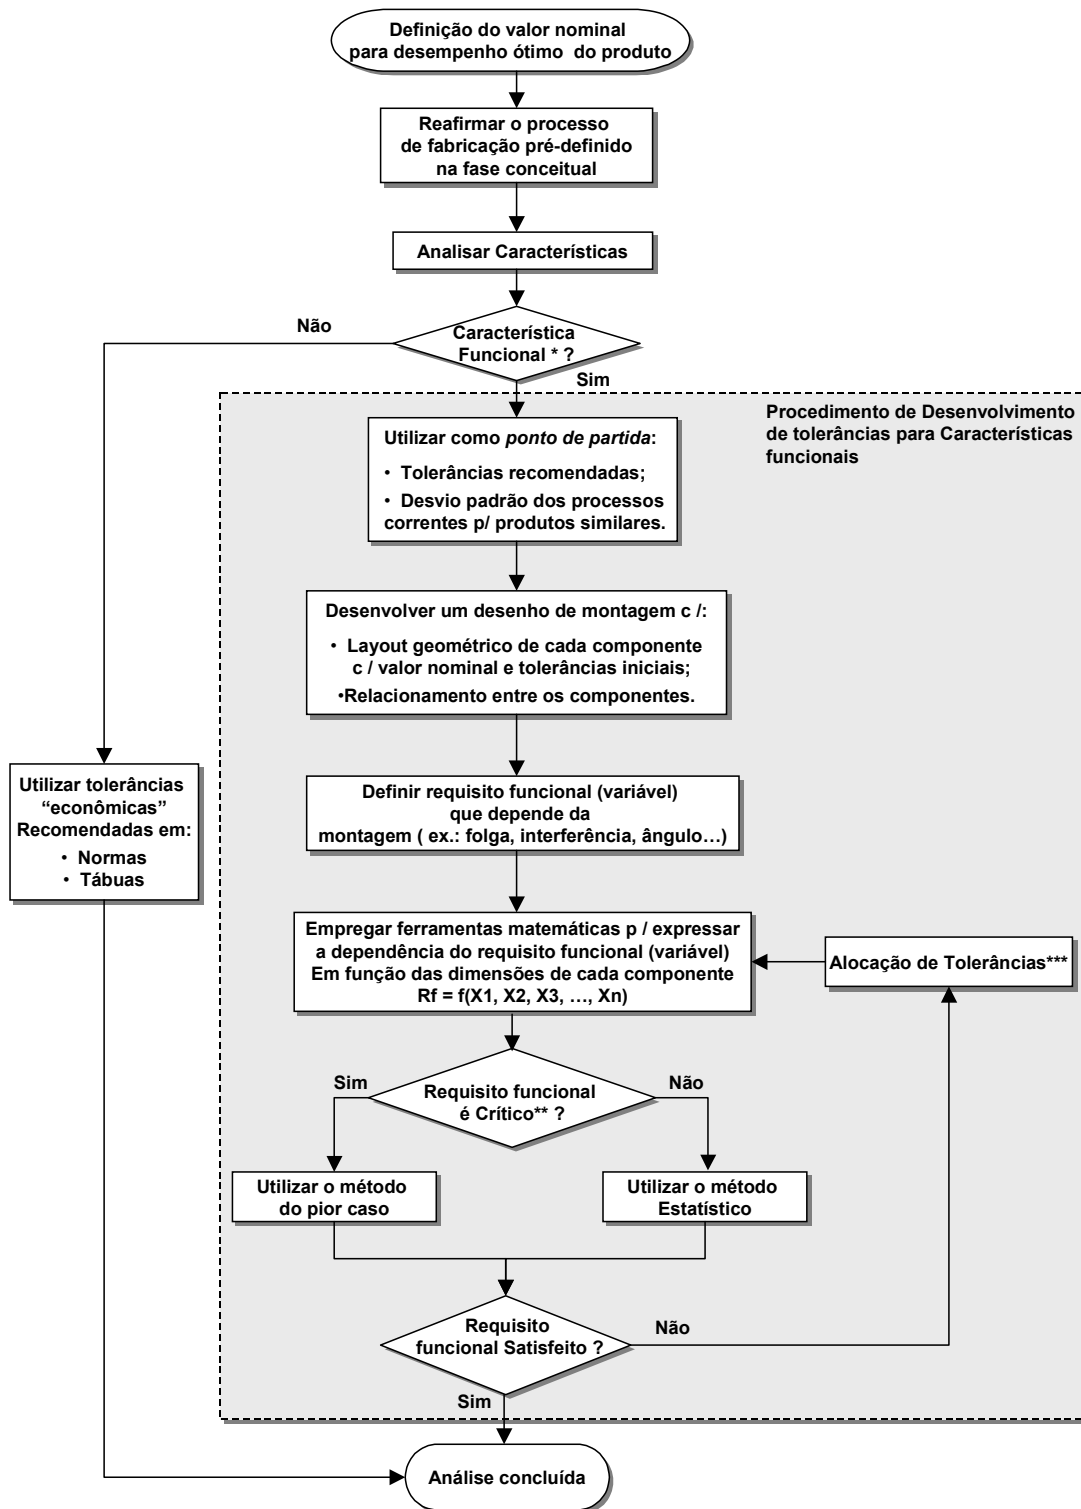 Definição do valor nominal
para desempenho ótimo do produto
Reafirmar o processo
de fabricação pré-definido
na fase conceitual
Analisar Características
Característica
Funcional * ?
Não
Sim
Procedimento de Desenvolvimento
de tolerâncias para Características
funcionais
Utilizar como ponto de partida:
• Tolerâncias recomendadas;
• Desvio padrão dos processos
correntes p/ produtos similares.
Desenvolver um desenho de montagem c /:
• Layout geométrico de cada componente
c / valor nominal e tolerâncias iniciais;
•Relacionamento entre os componentes.
Utilizar tolerâncias
“econômicas”
Recomendadas em:
• Normas
• Tábuas
Definir requisito funcional (variável)
que depende da
montagem ( ex.: folga, interferência, ângulo…)
Empregar ferramentas matemáticas p / expressar
a dependência do requisito funcional (variável)
Em função das dimensões de cada componente
Rf = f(X1, X2, X3, …, Xn)
Alocação de Tolerâncias***
Requisito funcional
é Crítico** ?
Sim
Não
Utilizar o método
do pior caso
Utilizar o método
Estatístico
Requisito
funcional Satisfeito ?
Não
Sim
Análise concluída